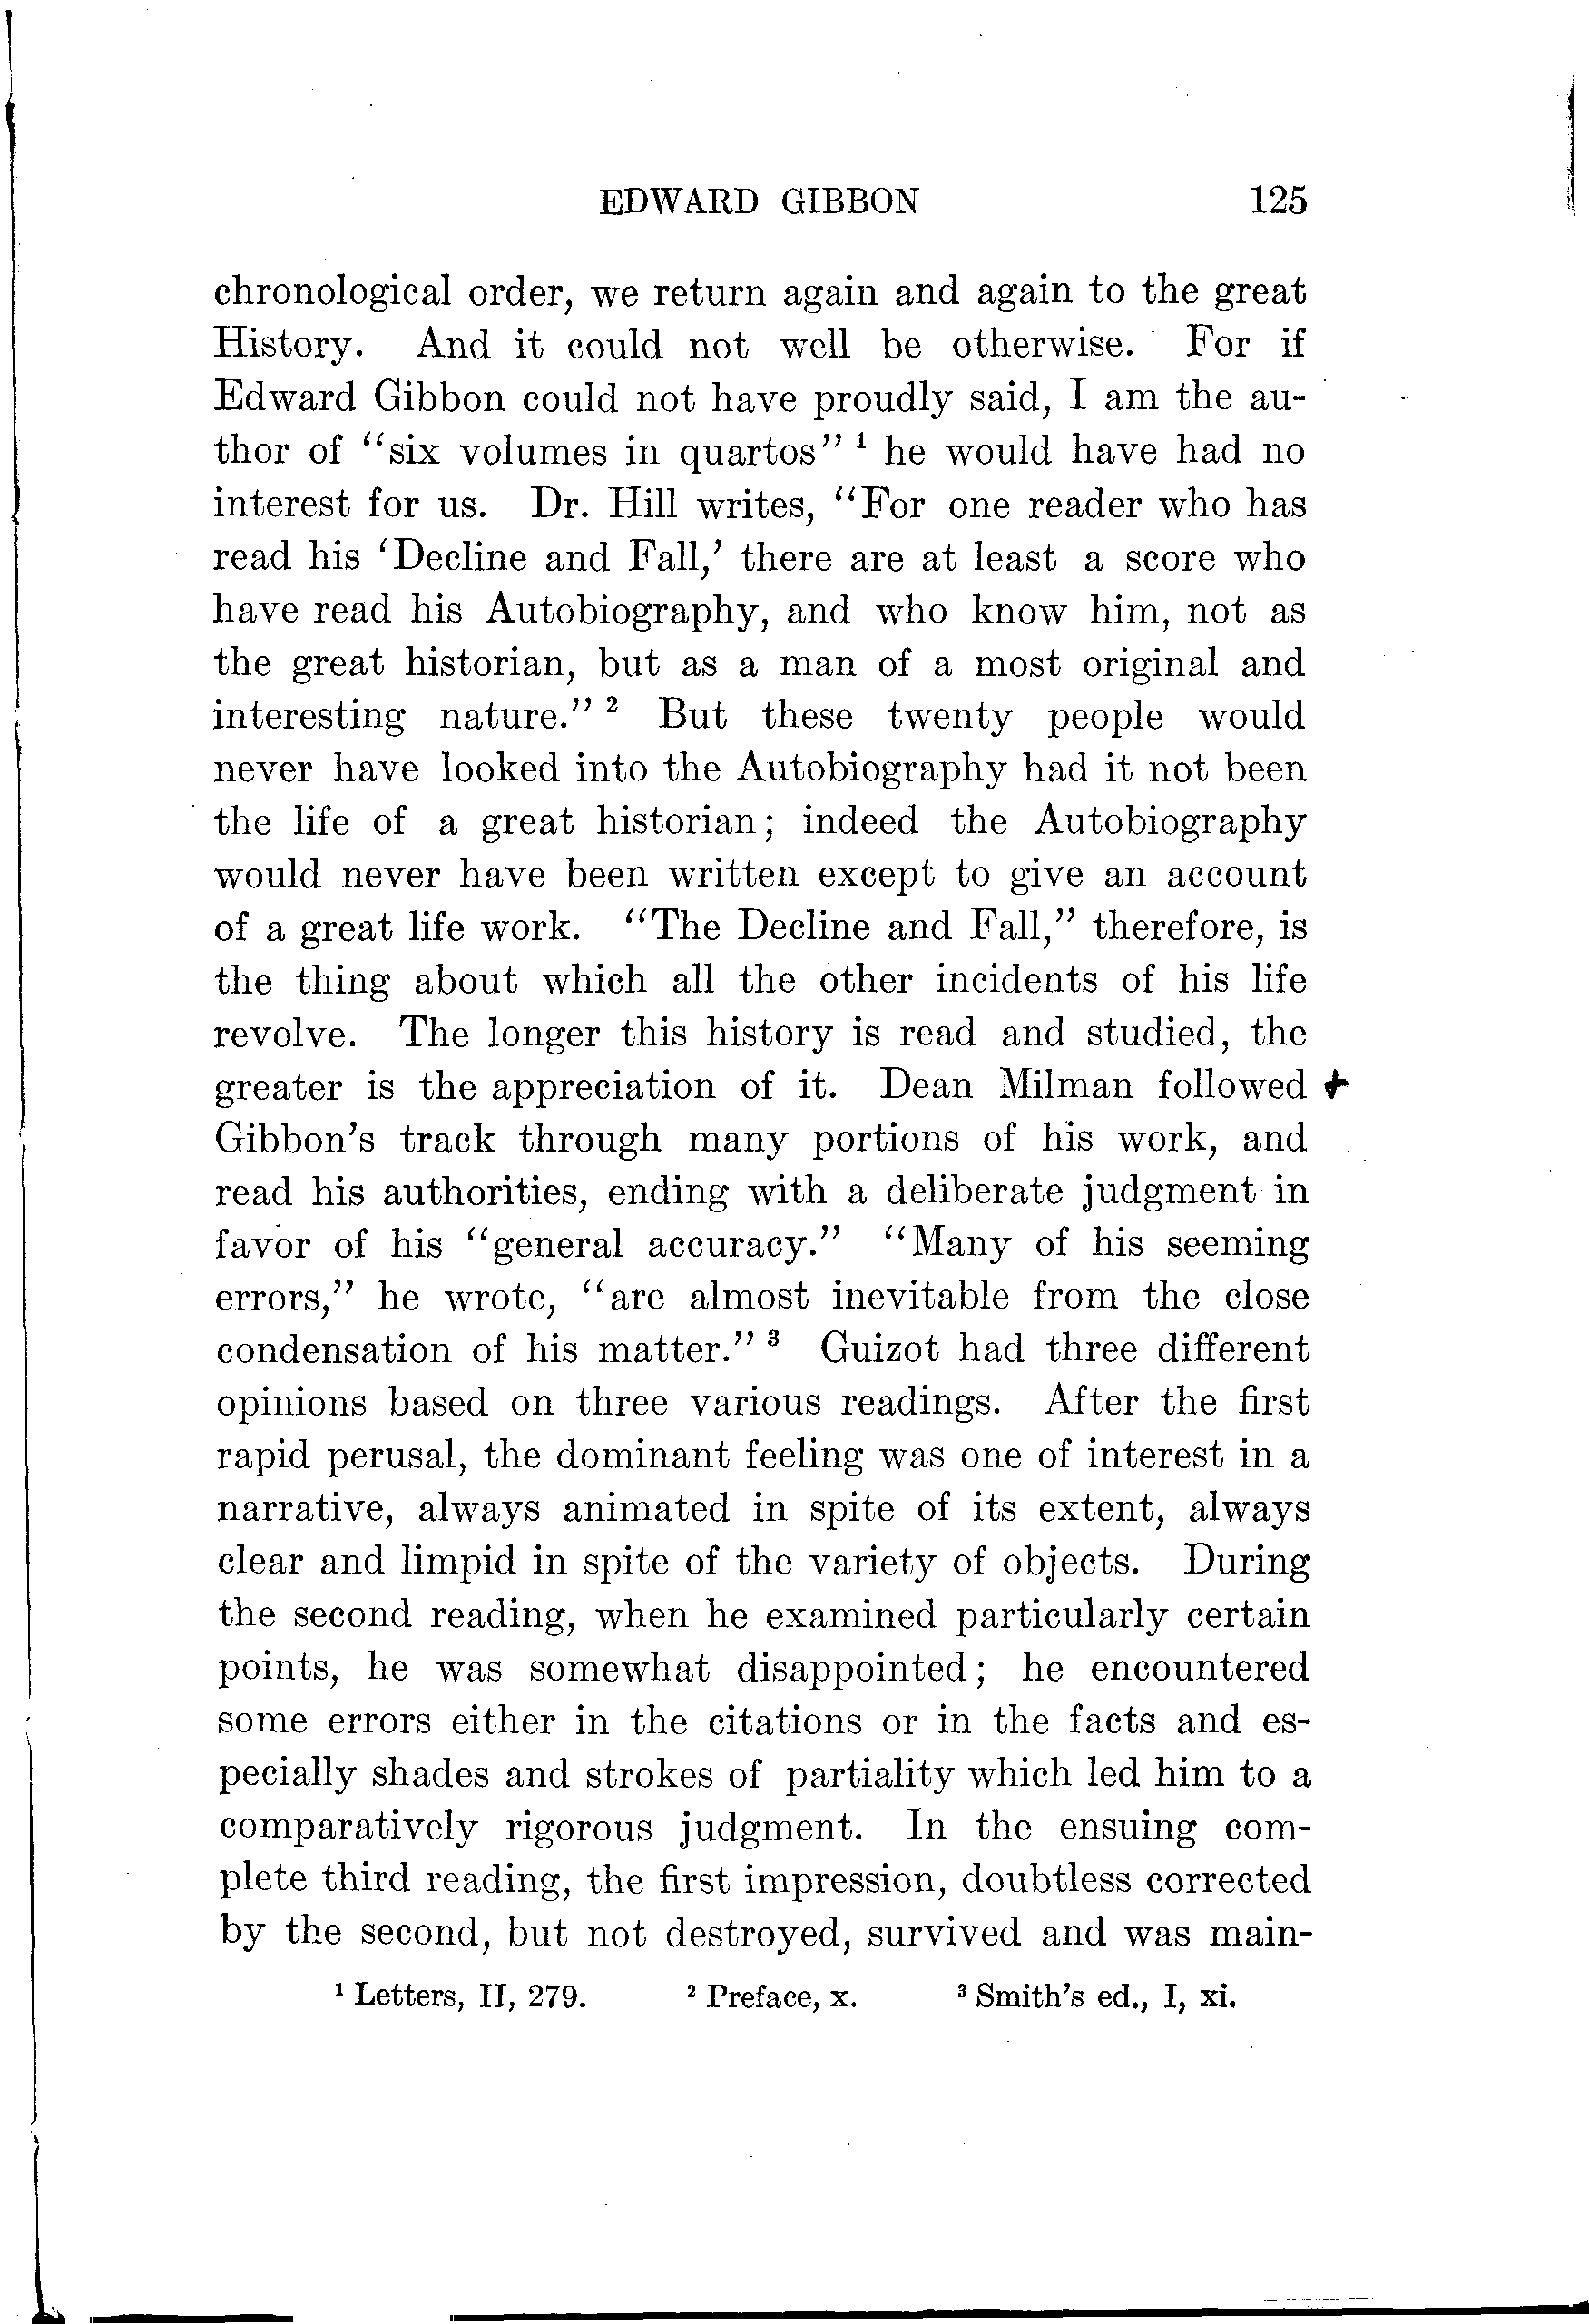 EDWARD GIBBON 125
chronological order, we return again and again to the great
History. And it could not well be otherwise. For if
Edward Gibbon could not have proudly said, I am the au-
thor of "six volumes in quartos" ¹ he would have had no
interest for us. Dr. Hill writes, "For one reader who has
read his 'Decline and Fall,' there are at least a score who
have read his Autobiography, and who know him, not as
the great historian, but as a man of a most original and
interesting nature." ² But these twenty people would
never have looked into the Autobiography had it not been
the life of a great historian; indeed the Autobiography
would never have been written except to give an account
of a great life work. "The Decline and Fall," therefore, is
the thing about which all the other incidents of his life
revolve. The longer this history is read and studied, the
greater is the appreciation of it. Dean Milman followed +
Gibbon's track through many portions of his work, and
read his authorities, ending with a deliberate judgment in
favor of his "general accuracy." "Many of his seeming
errors," he wrote, "are almost inevitable from the close
condensation of his matter." ³ Guizot had three different
opinions based on three various readings. After the first
rapid perusal, the dominant feeling was one of interest in a
narrative, always animated in spite of its extent, always
clear and limpid in spite of the variety of objects. During
the second reading, when he examined particularly certain
points, he was somewhat disappointed; he encountered
some errors either in the citations or in the facts and es-
pecially shades and strokes of partiality which led him to a
comparatively rigorous judgment. In the ensuing com-
plete third reading, the first impression, doubtless corrected
by the second, but not destroyed, survived and was main-
¹ Letters, II, 279. ² Preface, x. ³ Smith's ed., I, xi.